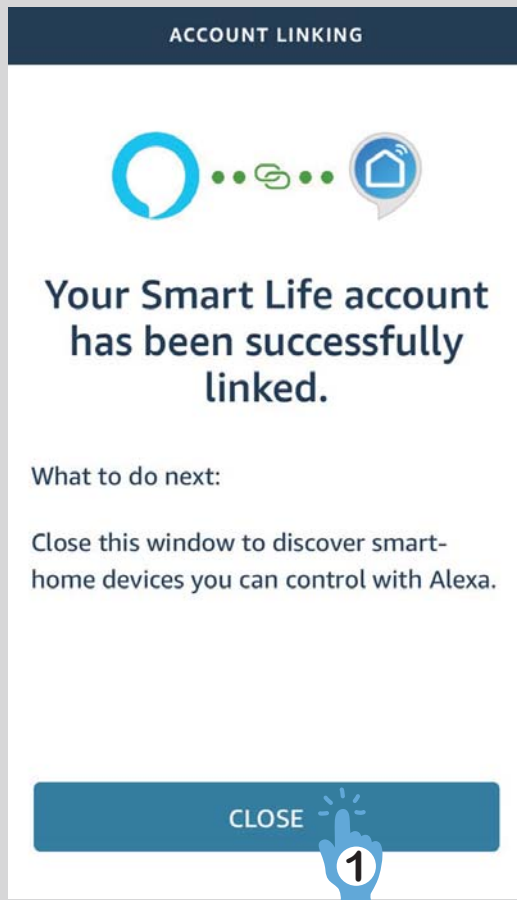 ACCOUNT LINKING
Your Smart Life account
has been successfully
linked.
What to do next:
Close this window to discover smart-
home devices you can control with Alexa.
CLOSE
1